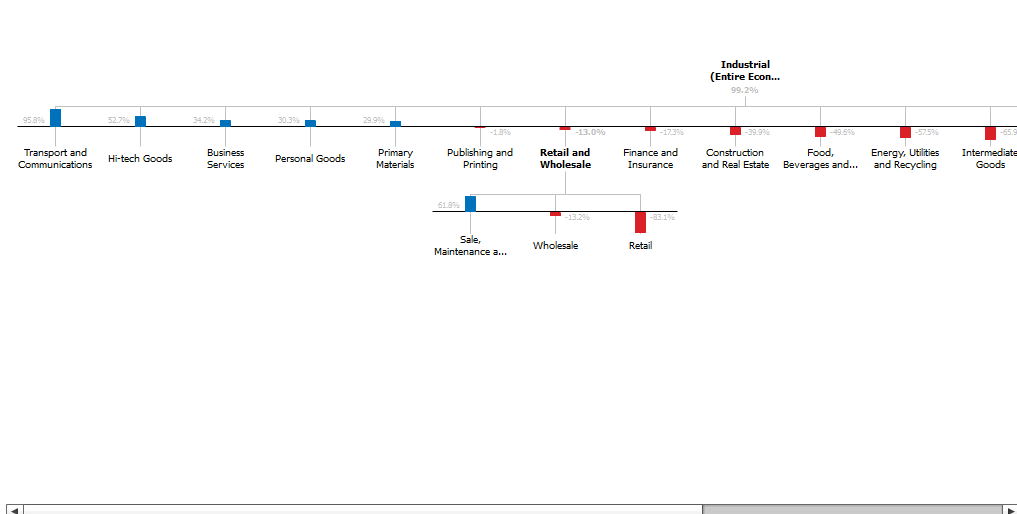 Industrial
(Entire Econ...
99.2%
95.8%
52.7%
34.2%
30.3%
29.9%
-1.8%
-13.0%
-17.3%
-39.9%
-49.6%
-57.5%
-65.9
Transport and
Communications
Hi-tech Goods
Business
Services
Personal Goods
Primary
Materials
Publishing and
Printing
Retail and
Wholesale
Finance and
Insurance
Construction
and Real Estate
Food,
Beverages and...
Energy, Utilities
and Recycling
Intermediate
Goods
61.8%
-13.2%
-83.1%
Sale,
Maintenance a...
Wholesale
Retail